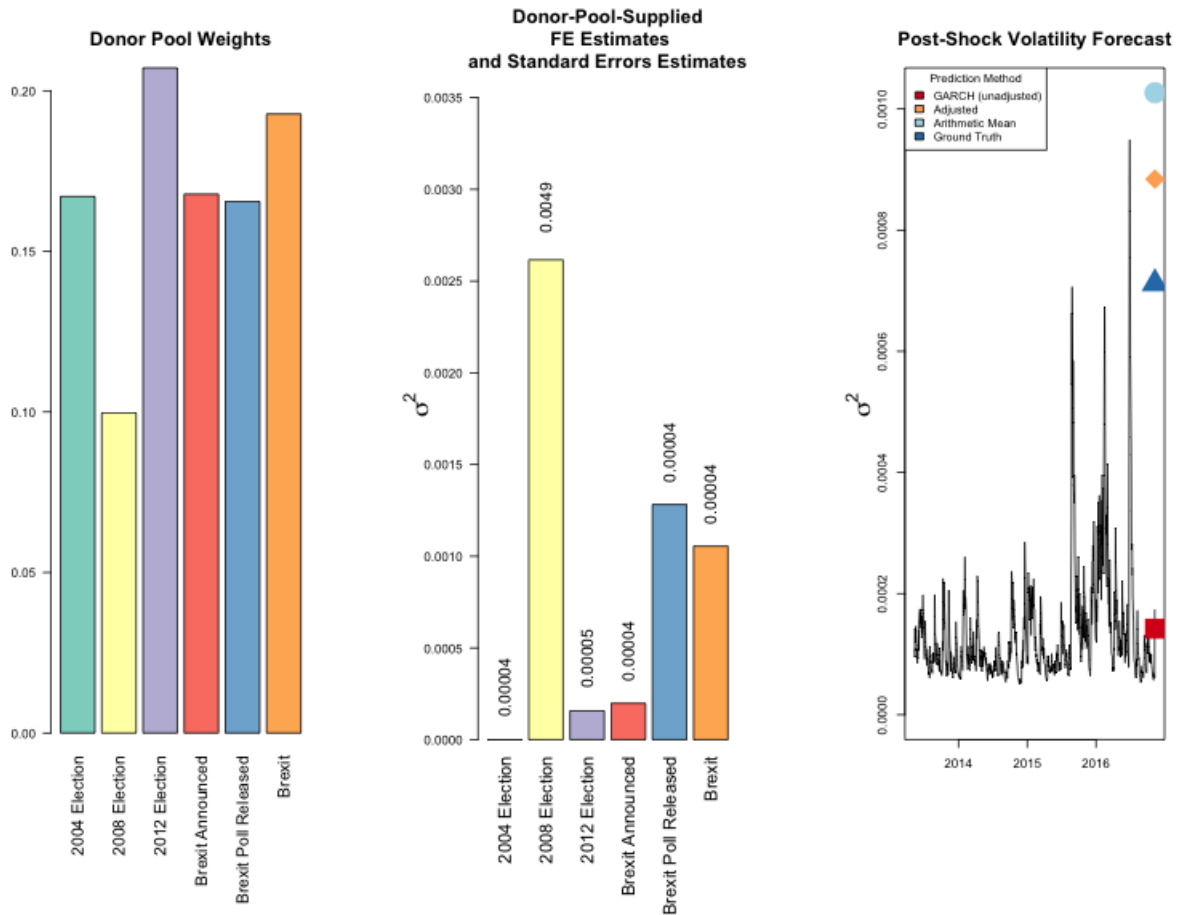 Donor Pool Weights
0.20
0.15
0.10
0.05
0.00
2004 Election
2008 Election
2012 Election
Brexit Announced
Brexit Poll Released
Brexit
Donor-Pool-Supplied
FE Estimates
and Standard Errors Estimates
σ2
0.0035
0.0030
0.0025
0.0020
0.0015
0.0010
0.0005
0.0000
0.00004
0.0049
0.00005
0.00004
0.00004
0.00004
2004 Election
2008 Election
2012 Election
Brexit Announced
Brexit Poll Released
Brexit
Post-Shock Volatility Forecast
Prediction Method
GARCH (unadjusted)
Adjusted
Arithmetic Mean
Ground Truth
σ2
0.0010
0.0008
0.0006
0.0004
0.0002
0.0000
2014
2015
2016